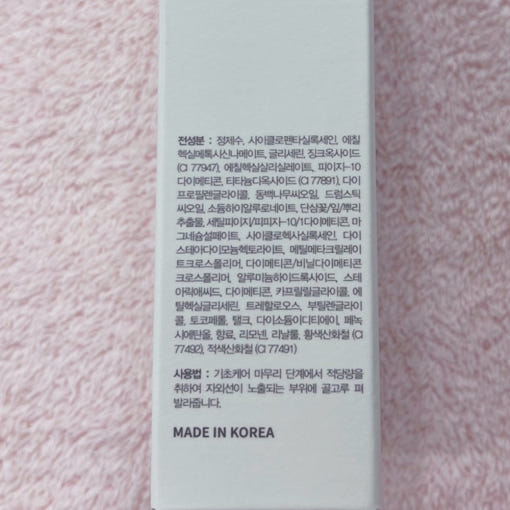 전성분 : 정제수, 사이클로펜타실록세인, 에칠
헥실메톡시신나메이트, 글리세린, 징크옥사이드
(CI 77947), 에칠헥실살리실레이트, 피이지-10
다이메티콘, 티타늄다옥사이드 (CI 77891), 다이
프로필렌글라이콜, 동백나무씨오일, 드럼스틱
씨오일, 소듐하이알루로네이트, 단삼꽃/잎/뿌리
추출물, 세틸피이지/피피지-10/1다이메티콘, 마
그네슘설페이트, 사이클로헥사실록세인, 다이
스테아다이모늄헥토라이트, 메틸메타크릴레이
트크로스폴리머, 다이메티콘/비닐다이메티콘
크로스폴리머, 알루미늄하이드록사이드, 스테
아릭애씨드, 다이메티콘, 카프릴릴글라이콜, 에
틸헥실글리세린, 트레할로오스, 부틸렌글라이
콜, 토코페롤, 탤크, 다이소듐이디티에이, 페녹
시에탄올, 향료, 리모넨, 리날룰, 황색산화철 (CI
77492), 적색산화철 (CI 77491)
사용법 : 기초케어 마무리 단계에서 적당량을
취하여 자외선이 노출되는 부위에 골고루 펴
발라줍니다.
MADE IN KOREA